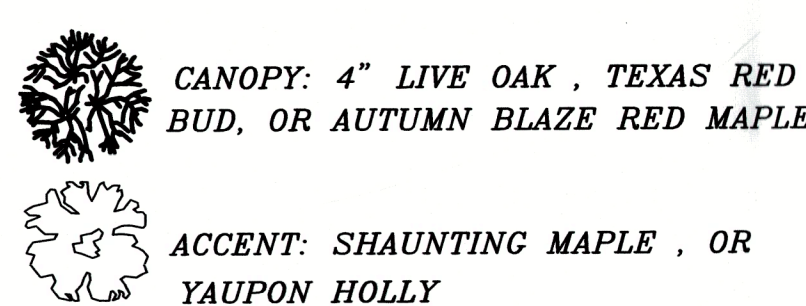 CANOPY: 4" LIVE OAK , TEXAS RED
BUD, OR AUTUMN BLAZE RED MAPLE
ACCENT: SHAUNTING MAPLE , OR
YAUPON HOLLY